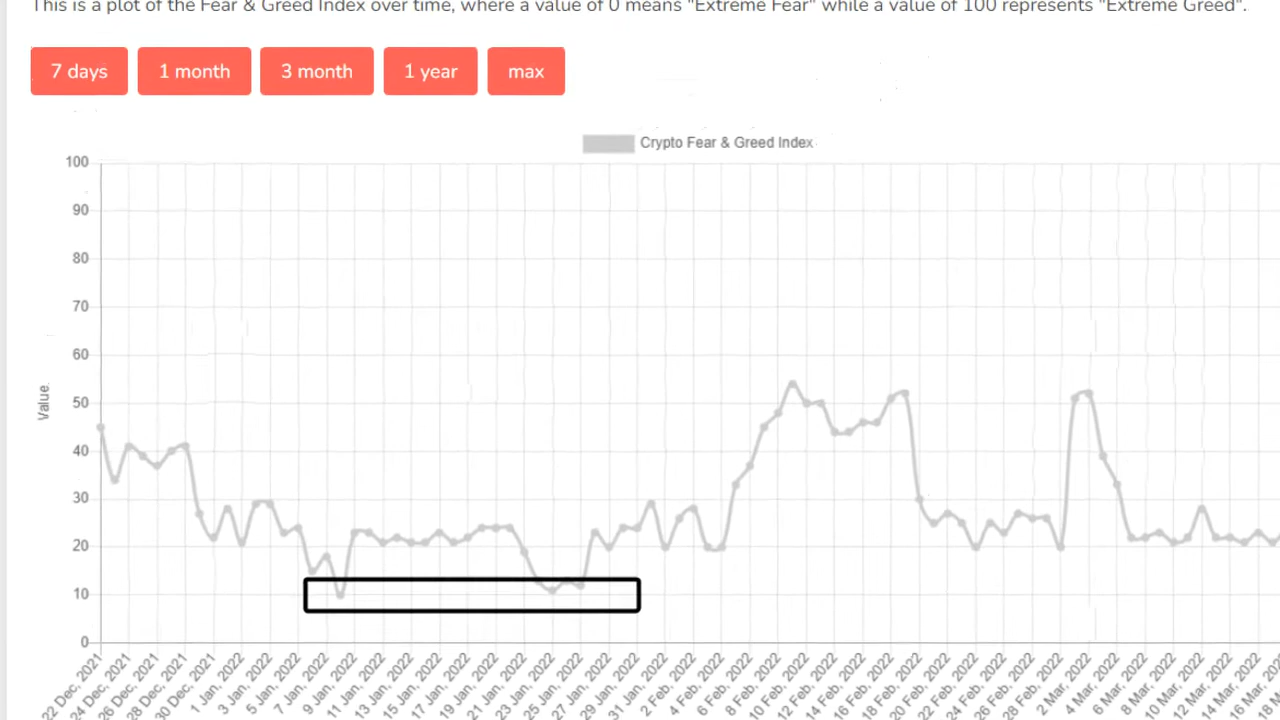 This is a plot of the Fear & Greed Index over time, where a value of 0 means "Extreme Fear" while a value of 100 represents "Extreme Greed".
7 days 1 month 3 month 1 year max
Crypto Fear & Greed Index
100
90
80
70
60
50
40
30
20
10
0
Value
22 Dec, 2021
24 Dec, 2021
26 Dec, 2021
28 Dec, 2021
30 Dec, 2021
1 Jan, 2022
3 Jan, 2022
5 Jan, 2022
7 Jan, 2022
9 Jan, 2022
11 Jan, 2022
13 Jan, 2022
15 Jan, 2022
17 Jan, 2022
19 Jan, 2022
21 Jan, 2022
23 Jan, 2022
25 Jan, 2022
27 Jan, 2022
29 Jan, 2022
31 Jan, 2022
2 Feb, 2022
4 Feb, 2022
6 Feb, 2022
8 Feb, 2022
10 Feb, 2022
12 Feb, 2022
14 Feb, 2022
16 Feb, 2022
18 Feb, 2022
20 Feb, 2022
22 Feb, 2022
24 Feb, 2022
26 Feb, 2022
28 Feb, 2022
2 Mar, 2022
4 Mar, 2022
6 Mar, 2022
8 Mar, 2022
10 Mar, 2022
12 Mar, 2022
14 Mar, 2022
16 Mar,
18 Mar